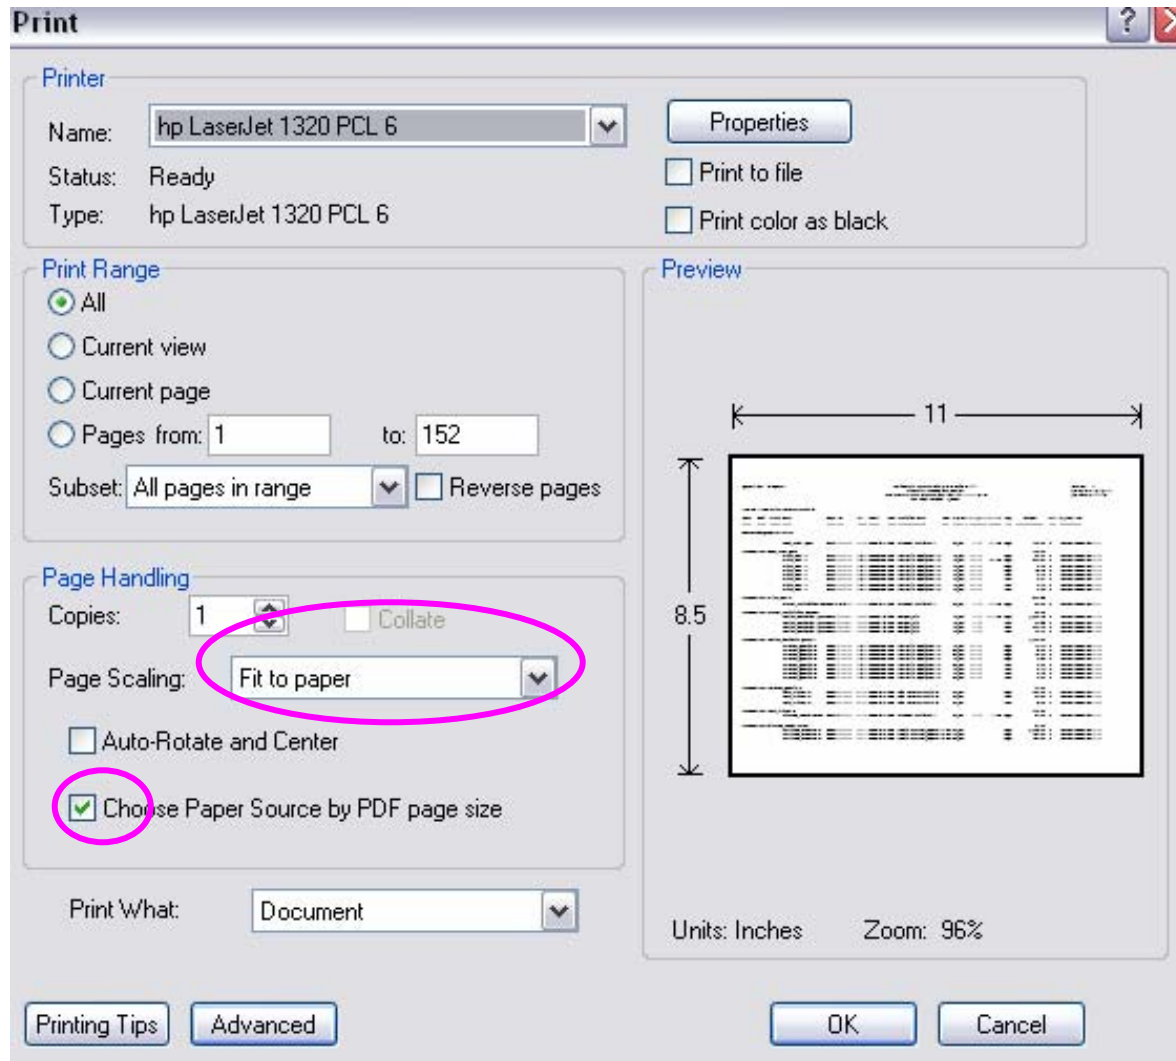 Print
?
Printer
Name: hp LaserJet 1320 PCL 6
Properties
Status: Ready
Print to file
Type: hp LaserJet 1320 PCL 6
Print color as black
Print Range
All
Current view
Current page
Pages from: 1 to: 152
Subset: All pages in range
Reverse pages
Preview
11
8.5
Units: Inches Zoom: 96%
Page Handling
Copies: 1
Collate
Page Scaling: Fit to paper
Auto-Rotate and Center
Choose Paper Source by PDF page size
Print What: Document
Printing Tips
Advanced
OK
Cancel